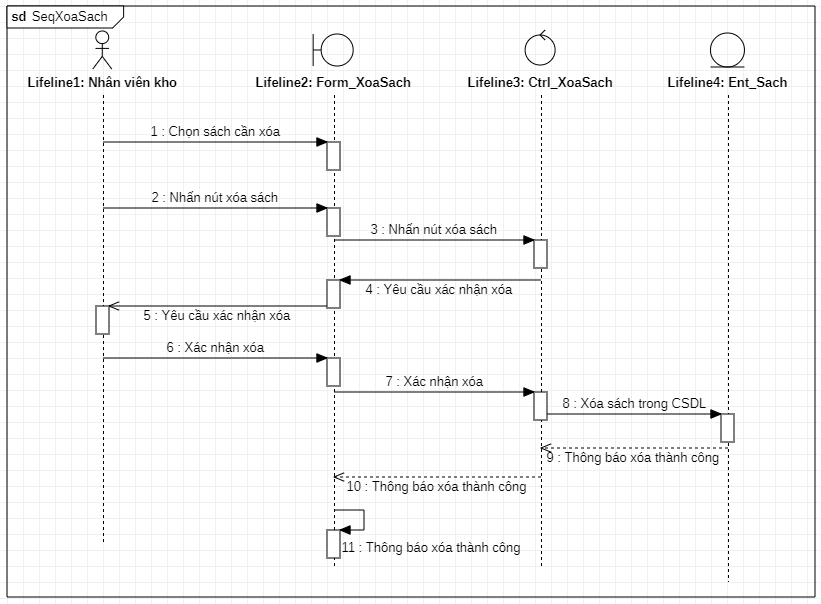 sd SeqXoaSach
Lifeline1: Nhân viên kho
Lifeline2: Form_XoaSach
Lifeline3: Ctrl_XoaSach
Lifeline4: Ent_Sach
1 : Chọn sách cần xóa
2 : Nhấn nút xóa sách
3 : Nhấn nút xóa sách
4 : Yêu cầu xác nhận xóa
5 : Yêu cầu xác nhận xóa
6 : Xác nhận xóa
7 : Xác nhận xóa
8 : Xóa sách trong CSDL
9 : Thông báo xóa thành công
10 : Thông báo xóa thành công
11 : Thông báo xóa thành công